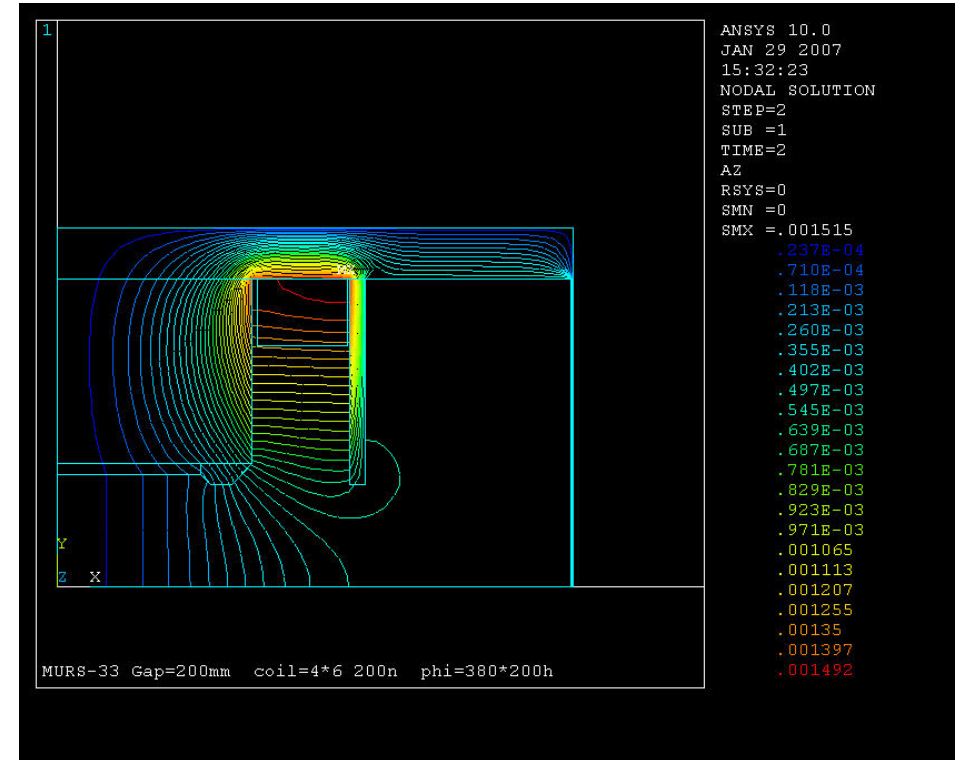 1
ANSYS 10.0
JAN 29 2007
15:32:23
NODAL SOLUTION
STEP=2
SUB =1
TIME=2
AZ
RSYS=0
SMN =0
SMX =.001515
.237E-04
.710E-04
.118E-03
.213E-03
.260E-03
.355E-03
.402E-03
.497E-03
.545E-03
.639E-03
.687E-03
.781E-03
.829E-03
.923E-03
.971E-03
.001065
.001113
.001207
.001255
.00135
.001397
.001492
Y
Z X
MURS-33 Gap=200mm coil=4*6 200n phi=380*200h